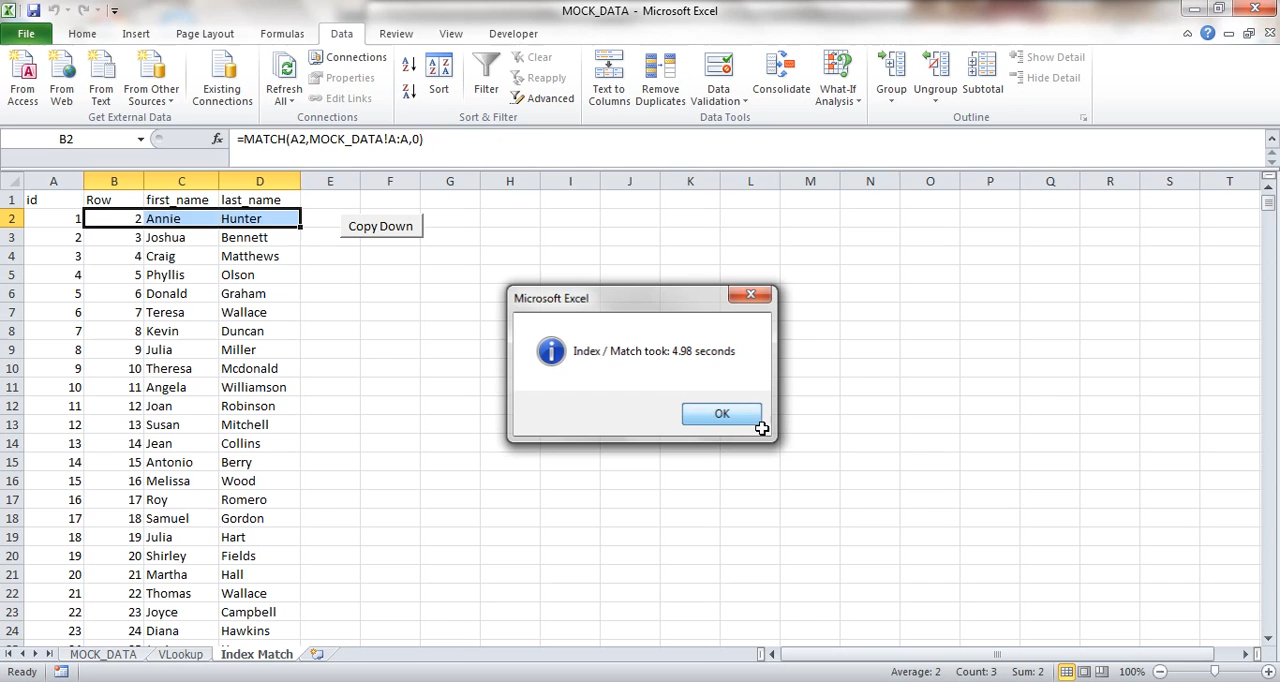 MOCK_DATA - Microsoft Excel
File Home Insert Page Layout Formulas Data Review View Developer
From Access
From Web
From Text
From Other Sources
Existing Connections
Get External Data
Refresh All
Connections
Properties
Edit Links
Connections
Sort
Filter
Clear
Reapply
Advanced
Sort & Filter
Text to Columns
Remove Duplicates
Data Validation
Consolidate
What-If Analysis
Data Tools
Group
Ungroup
Subtotal
Show Detail
Hide Detail
Outline
B2 fx =MATCH(A2,MOCK_DATA!A:A,0)
A B C D E F G H I J K L M N O P Q R S T
1 id Row first_name last_name
2 1 2 Annie Hunter
3 2 3 Joshua Bennett
4 3 4 Craig Matthews
5 4 5 Phyllis Olson
6 5 6 Donald Graham
7 6 7 Teresa Wallace
8 7 8 Kevin Duncan
9 8 9 Julia Miller
10 9 10 Theresa Mcdonald
11 10 11 Angela Williamson
12 11 12 Joan Robinson
13 12 13 Susan Mitchell
14 13 14 Jean Collins
15 14 15 Antonio Berry
16 15 16 Melissa Wood
17 16 17 Roy Romero
18 17 18 Samuel Gordon
19 18 19 Julia Hart
20 19 20 Shirley Fields
21 20 21 Martha Hall
22 21 22 Thomas Wallace
23 22 23 Joyce Campbell
24 23 24 Diana Hawkins
Copy Down
Microsoft Excel
Index / Match took: 4.98 seconds
OK
MOCK_DATA VLookup Index Match
Ready Average: 2 Count: 3 Sum: 2 100%